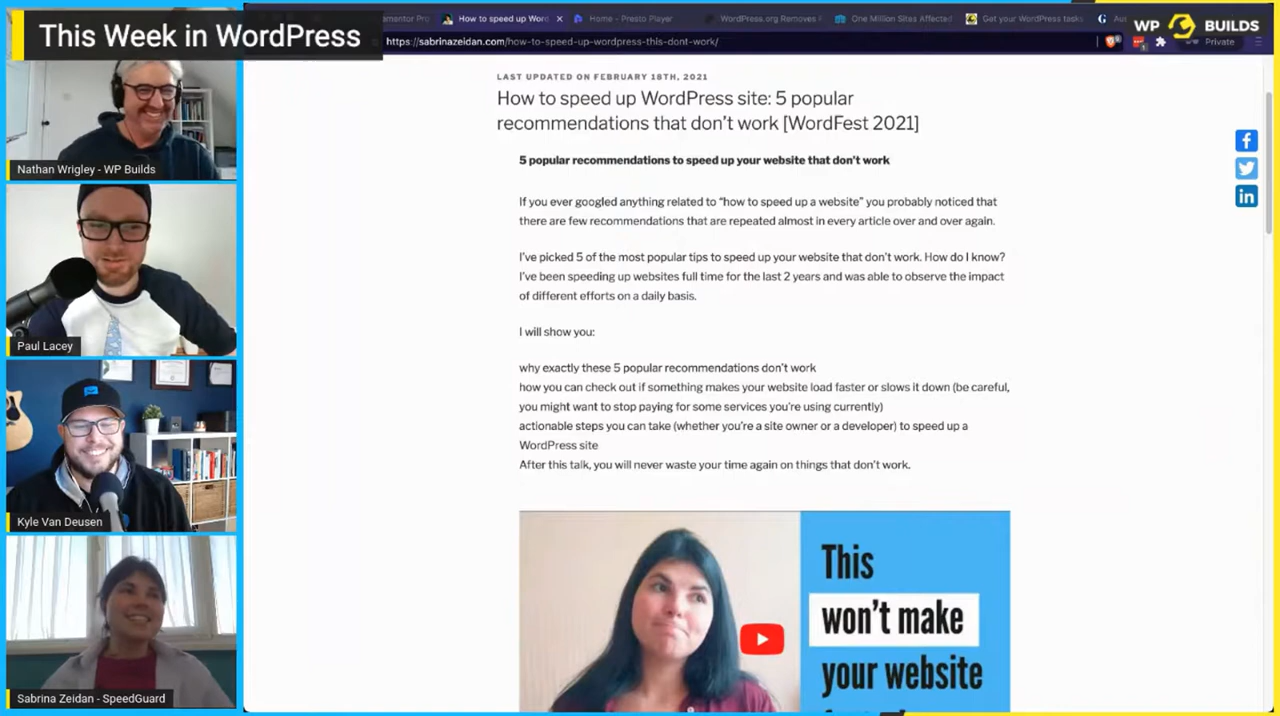 This Week in WordPress
mentor Pro
How to speed up Word
Home - Presto Player
WordPress.org Removes
One Million Sites Affected
Get your WordPress tasks
WP BUILDS
https://sabrinazeidan.com/how-to-speed-up-wordpress-this-dont-work/
Private
LAST UPDATED ON FEBRUARY 18TH, 2021
How to speed up WordPress site: 5 popular
recommendations that don't work [WordFest 2021]
5 popular recommendations to speed up your website that don't work
If you ever googled anything related to “how to speed up a website” you probably noticed that
there are few recommendations that are repeated almost in every article over and over again.
I've picked 5 of the most popular tips to speed up your website that don't work. How do I know?
I've been speeding up websites full time for the last 2 years and was able to observe the impact
of different efforts on a daily basis.
I will show you:
why exactly these 5 popular recommendations don't work
how you can check out if something makes your website load faster or slows it down (be careful,
you might want to stop paying for some services you're using currently)
actionable steps you can take (whether you're a site owner or a developer) to speed up a
WordPress site
After this talk, you will never waste your time again on things that don't work.
This
won't make
your website
Nathan Wrigley - WP Builds
Paul Lacey
Kyle Van Deusen
Sabrina Zeidan - SpeedGuard